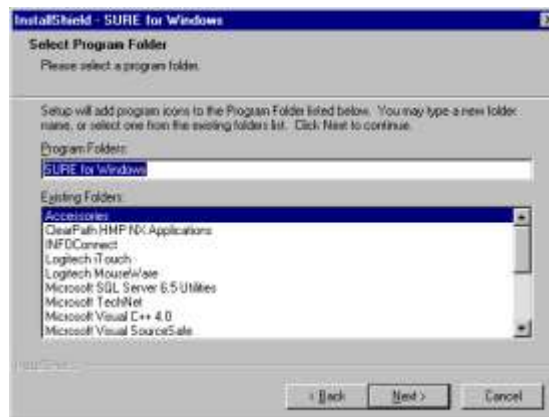 InstallShield - SURE for Windows
Select Program Folder
Please select a program folder.
Setup will add program icons to the Program Folder listed below. You may type a new folder
name, or select one from the existing folders list. Click Next to continue.
Program Folders:
SURE for Windows
Existing Folders:
Accessories
ClearPath HMP NX Applications
INFOConnect
Logitech iTouch
Logitech MouseWare
Microsoft SQL Server 6.5 Utilities
Microsoft TechNet
Microsoft Visual C++ 4.0
Microsoft Visual SourceSafe
InstallShield
< Back
Next >
Cancel